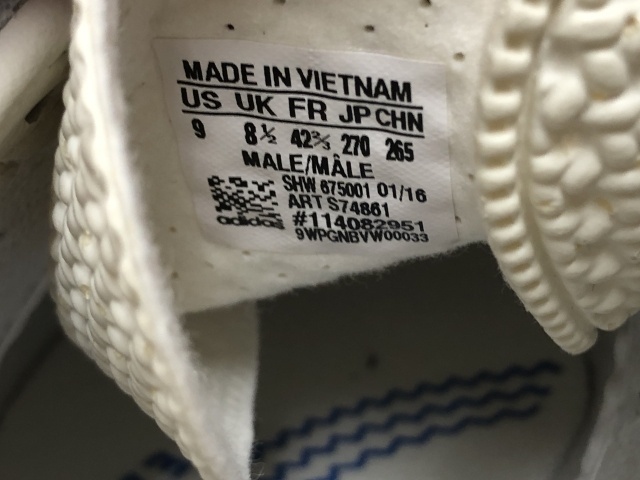 MADE IN VIETNAM
US UK FR JP CHN
9 8½ 42⅔ 270 265
MALE/MÂLE
SHW 675001 01/16
ART S74861
#114082951
adidas 9WPGNBVW00033